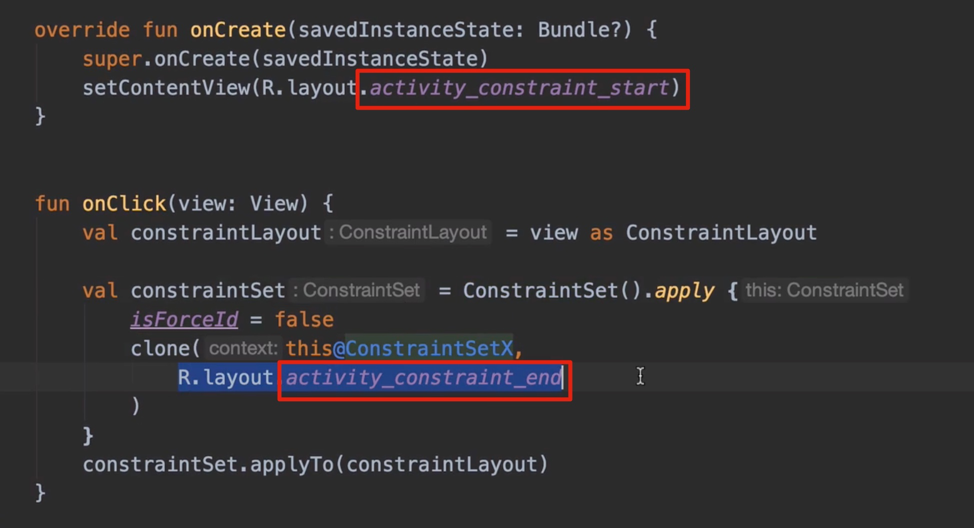 override fun onCreate(savedInstanceState: Bundle?) {
super.onCreate(savedInstanceState)
setContentView(R.layout.activity_constraint_start)
}
fun onClick(view: View) {
val constraintLayout : ConstraintLayout = view as ConstraintLayout
val constraintSet : ConstraintSet = ConstraintSet().apply { this: ConstraintSet
isForceId = false
clone( context: this@ConstraintSetX,
R.layout.activity_constraint_end
)
}
constraintSet.applyTo(constraintLayout)
}